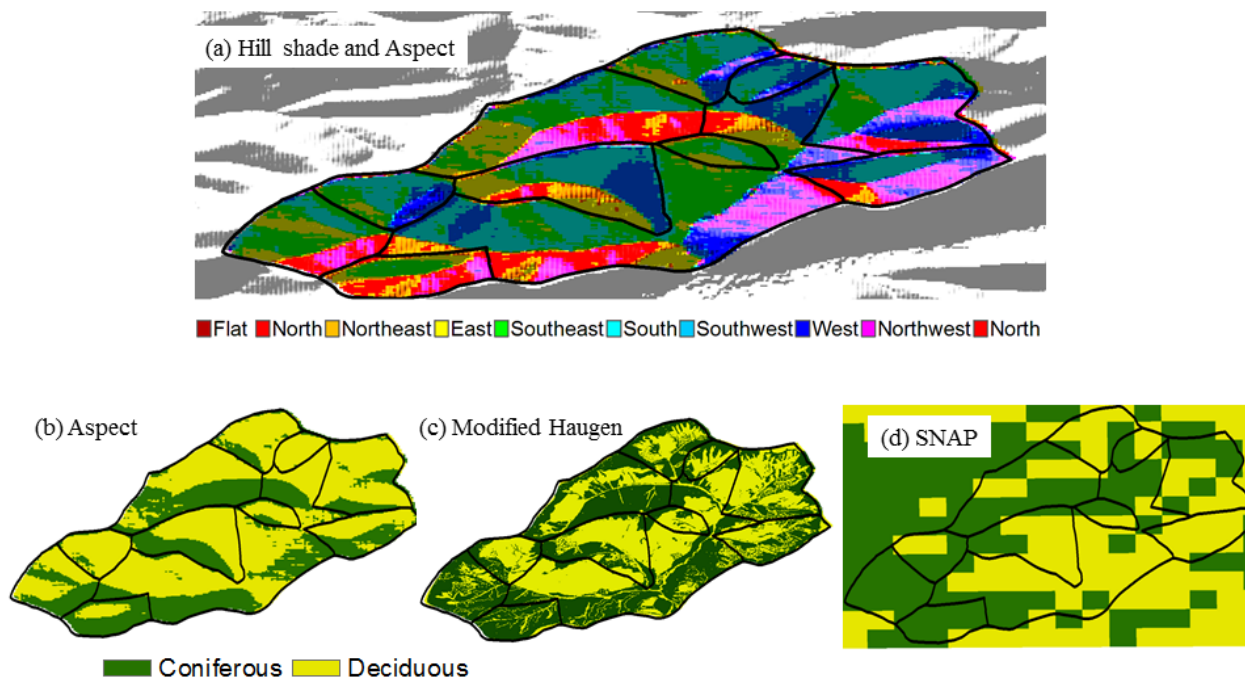 (a) Hill shade and Aspect
Flat North Northeast East Southeast South Southwest West Northwest North
(b) Aspect
(c) Modified Haugen
(d) SNAP
Coniferous Deciduous